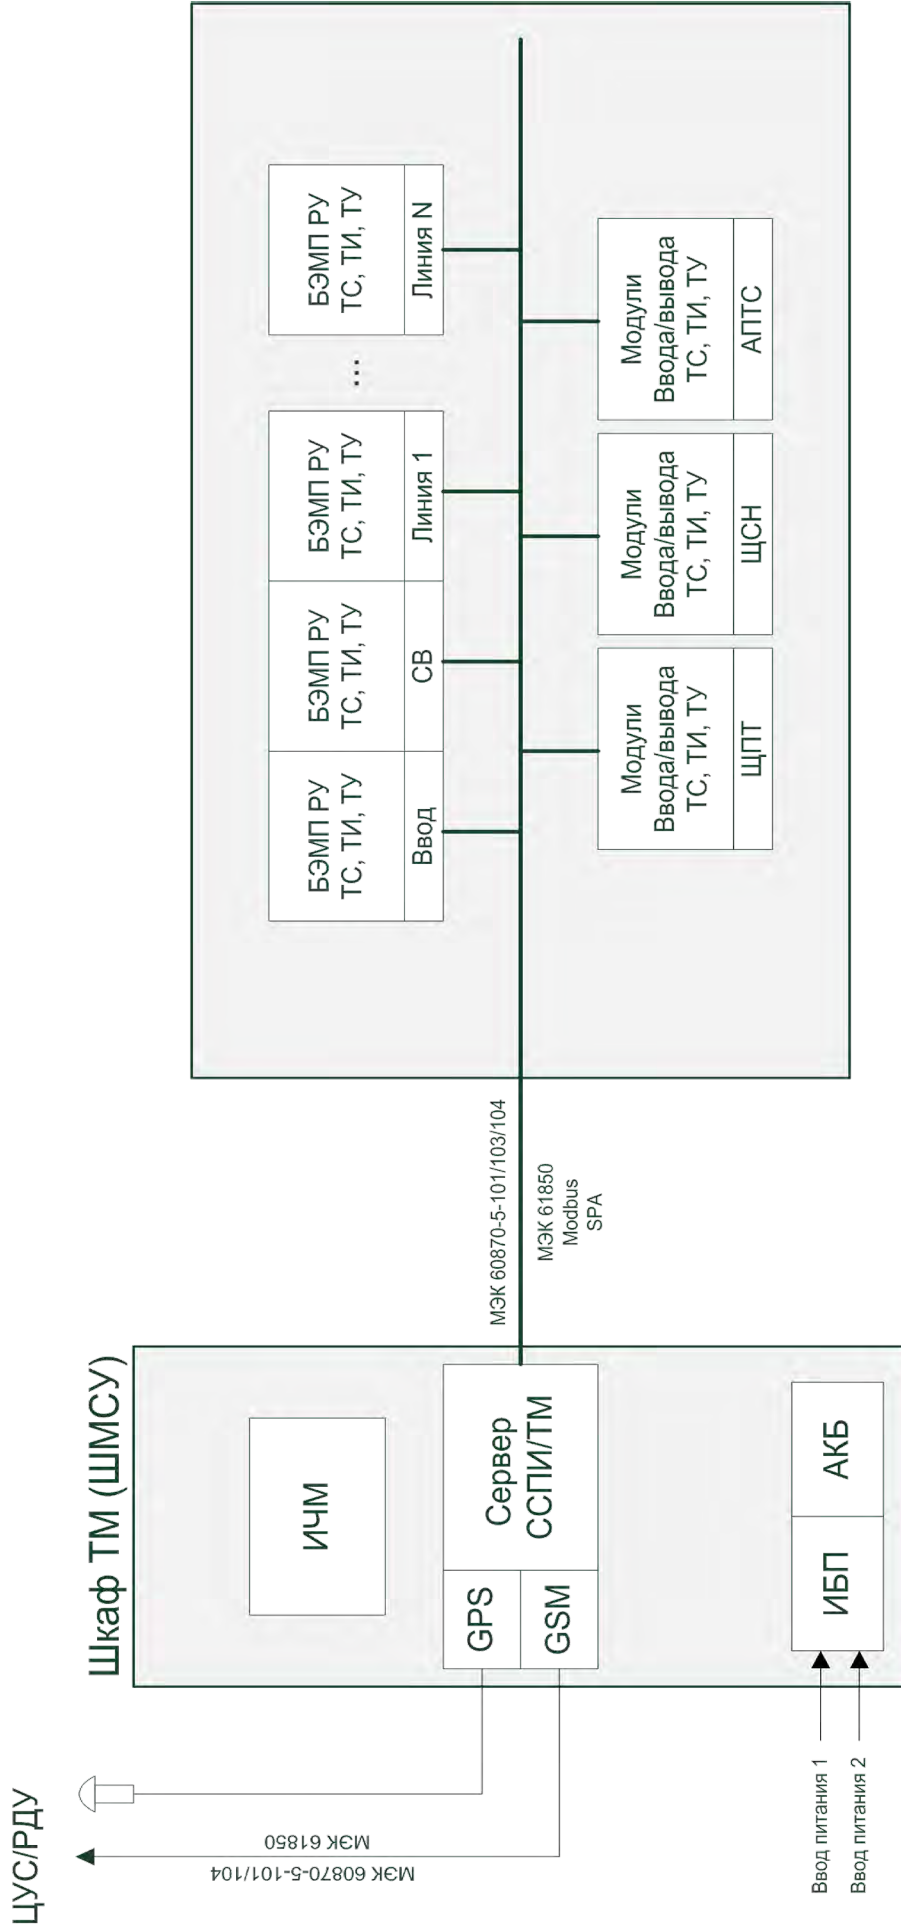 ЦУС/РДУ
МЭК 60870-5-101/104
МЭК 61850
Шкаф ТМ (ШМСУ)
ИЧМ
GPS
GSM
Сервер
ССПИ/ТМ
ИБП
АКБ
Ввод питания 1
Ввод питания 2
МЭК 60870-5-101/103/104
МЭК 61850
Modbus
SPA
БЭМП РУ
ТС, ТИ, ТУ
Ввод
БЭМП РУ
ТС, ТИ, ТУ
СВ
БЭМП РУ
ТС, ТИ, ТУ
Линия 1
...
БЭМП РУ
ТС, ТИ, ТУ
Линия N
Модули
Ввода/вывода
ТС, ТИ, ТУ
ЩПТ
Модули
Ввода/вывода
ТС, ТИ, ТУ
ЩСН
Модули
Ввода/вывода
ТС, ТИ, ТУ
АПТС